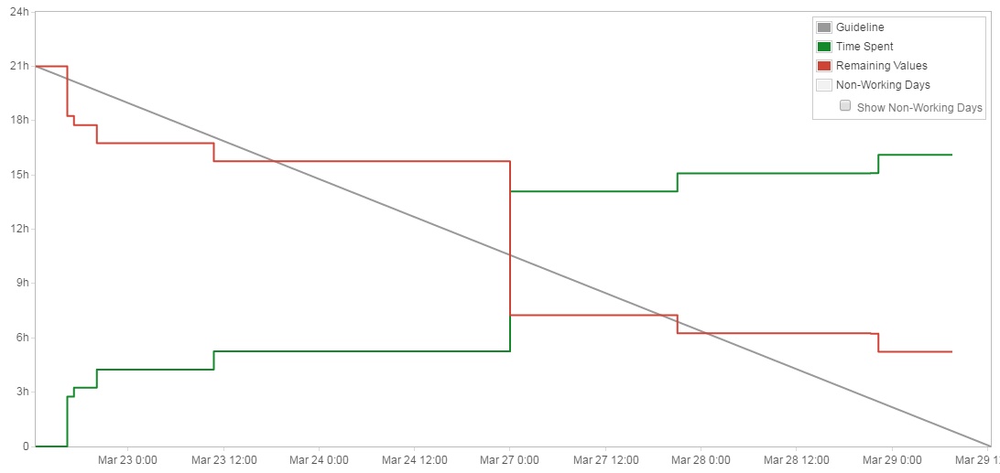 24h
21h
18h
15h
12h
9h
6h
3h
0
Guideline
Time Spent
Remaining Values
Non-Working Days
Show Non-Working Days
Mar 23 0:00 Mar 23 12:00 Mar 24 0:00 Mar 24 12:00 Mar 27 0:00 Mar 27 12:00 Mar 28 0:00 Mar 28 12:00 Mar 29 0:00 Mar 29